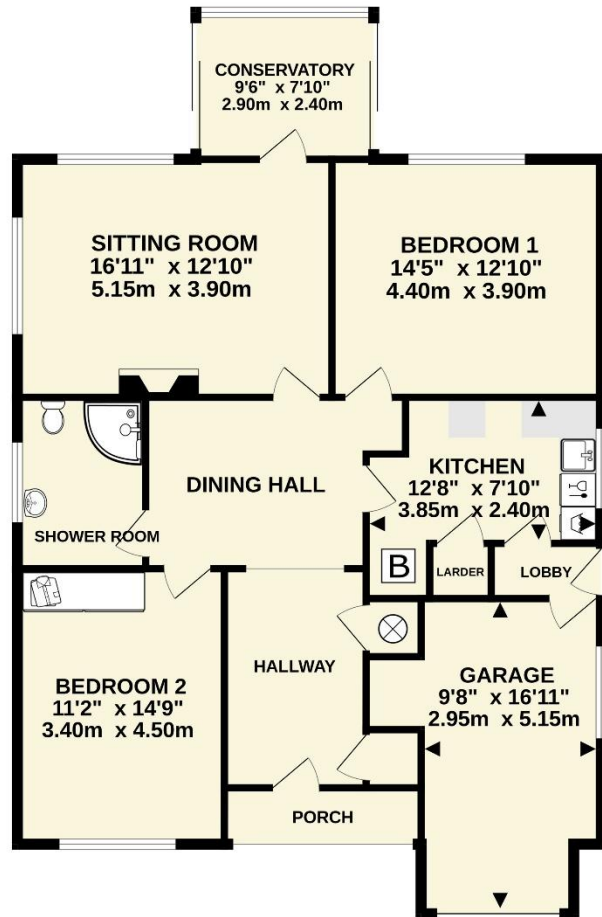 CONSERVATORY
9'6" x 7'10"
2.90m x 2.40m
SITTING ROOM
16'11" x 12'10"
5.15m x 3.90m
BEDROOM 1
14'5" x 12'10"
4.40m x 3.90m
DINING HALL
KITCHEN
12'8" x 7'10"
3.85m x 2.40m
SHOWER ROOM
B
LARDER
LOBBY
HALLWAY
BEDROOM 2
11'2" x 14'9"
3.40m x 4.50m
GARAGE
9'8" x 16'11"
2.95m x 5.15m
PORCH